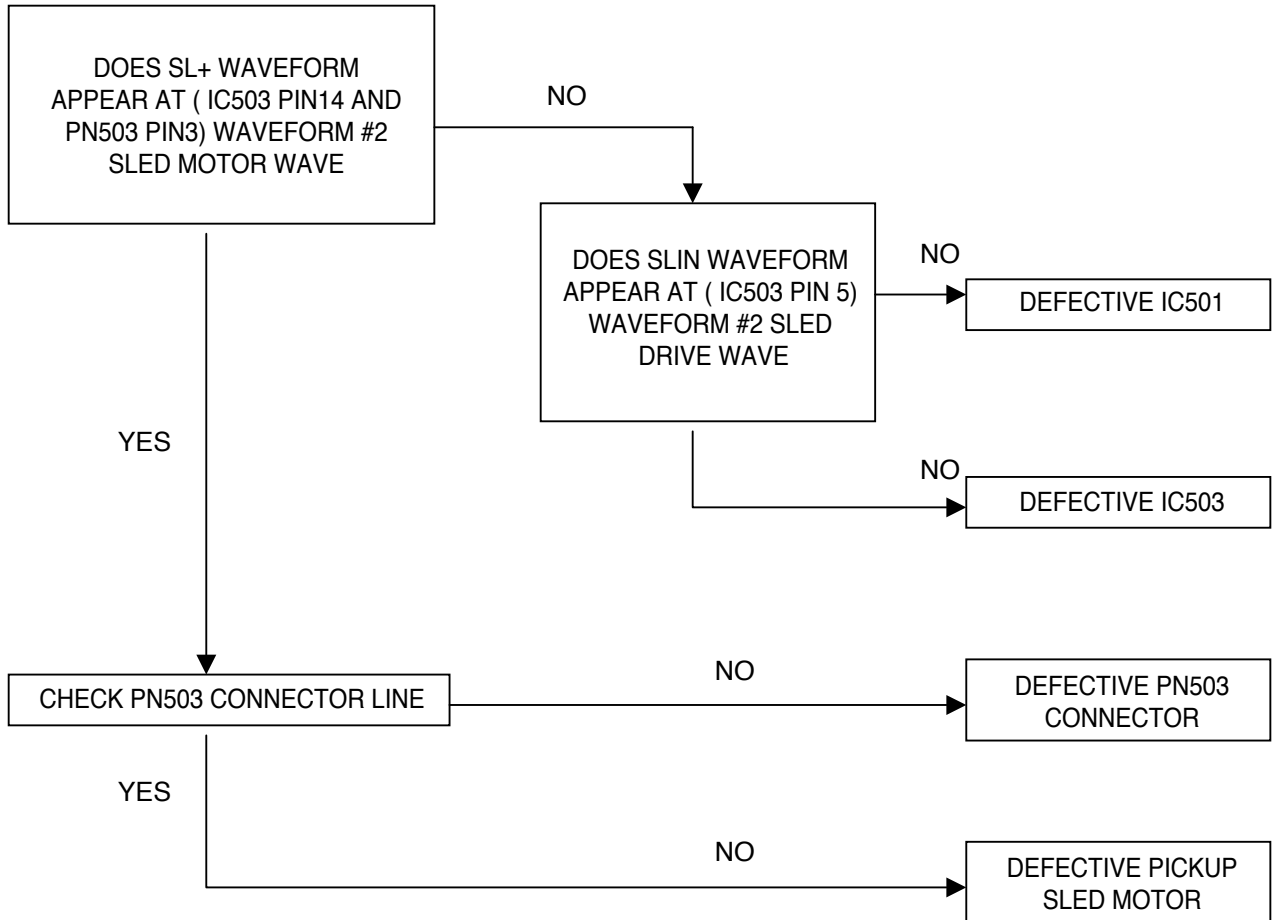 DOES SL+ WAVEFORM
APPEAR AT ( IC503 PIN14 AND
PN503 PIN3) WAVEFORM #2
SLED MOTOR WAVE
NO
DOES SLIN WAVEFORM
APPEAR AT ( IC503 PIN 5)
WAVEFORM #2 SLED
DRIVE WAVE
NO
DEFECTIVE IC501
YES
NO
DEFECTIVE IC503
CHECK PN503 CONNECTOR LINE
NO
DEFECTIVE PN503
CONNECTOR
YES
NO
DEFECTIVE PICKUP
SLED MOTOR